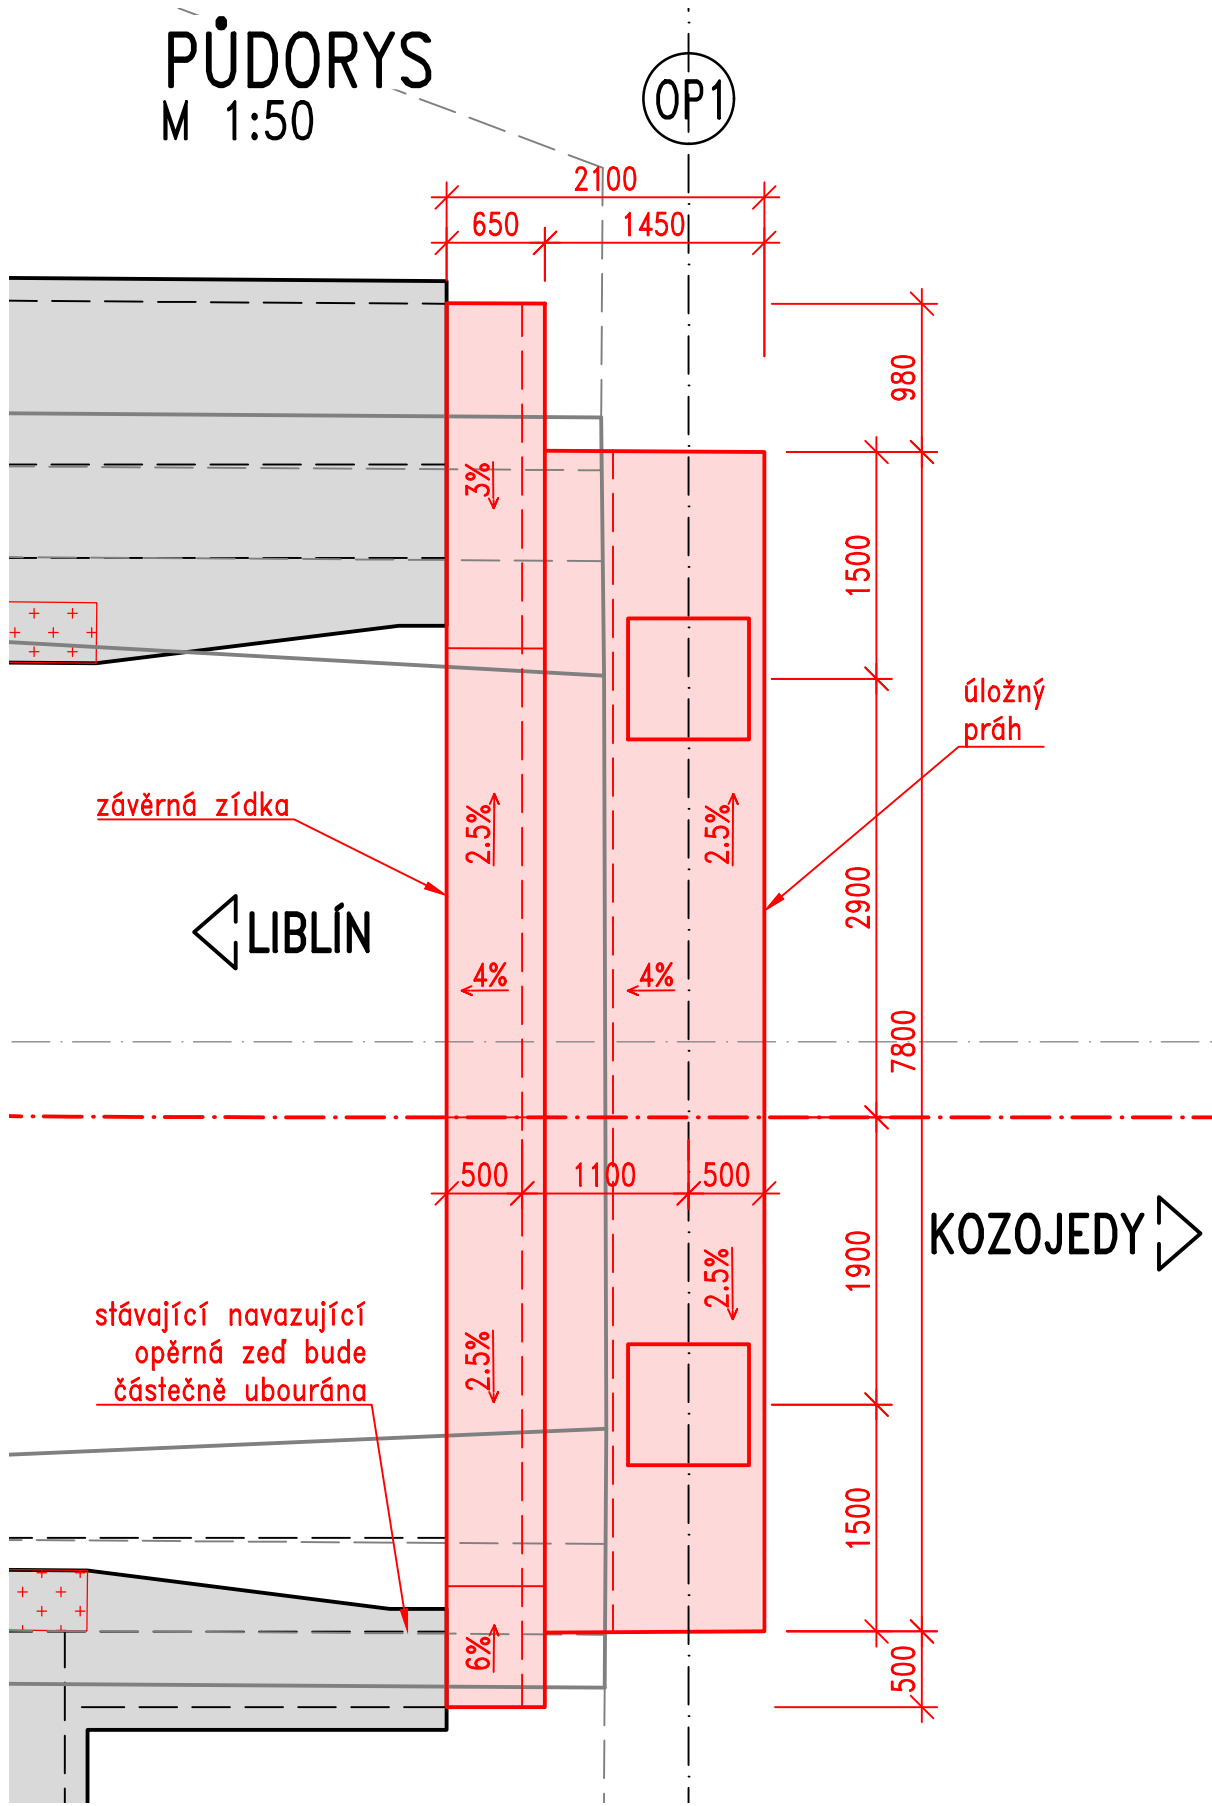 PŮDORYS
M 1:50
OP1
2100
650
1450
980
3%
1500
úložný
práh
závěrná zídka
2.5%
2.5%
2900
LIBLÍN
4%
4%
7800
500
1100
500
KOZOJEDY
1900
2.5%
stávající navazující
opěrná zeď bude
částečně ubourána
2.5%
1500
6%
500